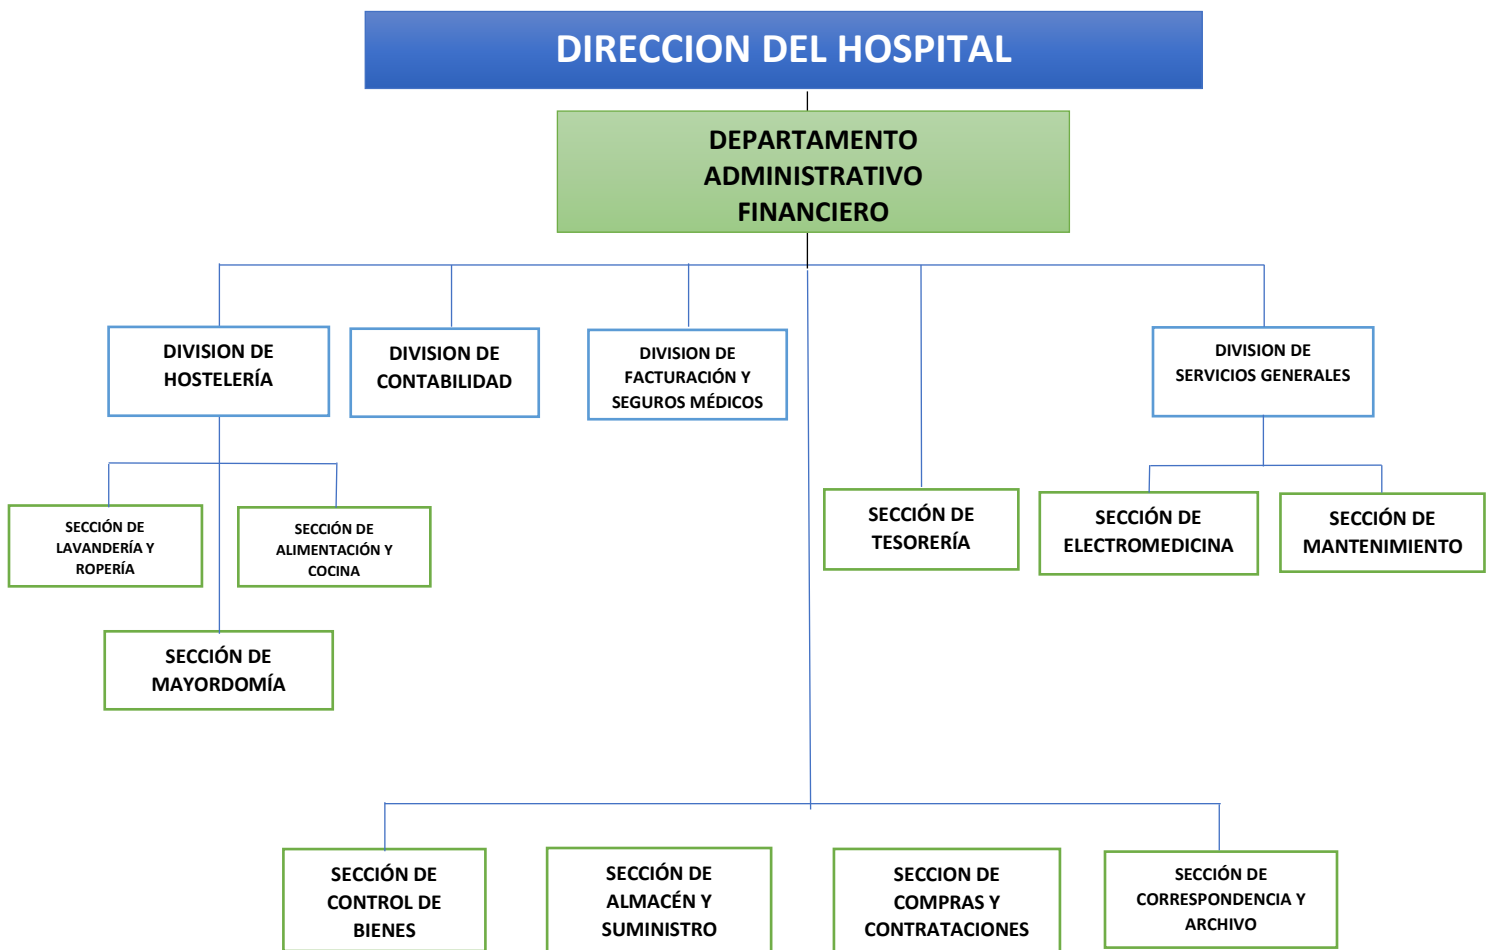 DIRECCION DEL HOSPITAL
DEPARTAMENTO
ADMINISTRATIVO
FINANCIERO
DIVISION DE
HOSTELERÍA
DIVISION DE
CONTABILIDAD
DIVISION DE
FACTURACIÓN Y
SEGUROS MÉDICOS
DIVISION DE
SERVICIOS GENERALES
SECCIÓN DE
LAVANDERÍA Y
ROPERÍA
SECCIÓN DE
ALIMENTACIÓN Y
COCINA
SECCIÓN DE
TESORERÍA
SECCIÓN DE
ELECTROMEDICINA
SECCIÓN DE
MANTENIMIENTO
SECCIÓN DE
MAYORDOMÍA
SECCIÓN DE
CONTROL DE
BIENES
SECCIÓN DE
ALMACÉN Y
SUMINISTRO
SECCION DE
COMPRAS Y
CONTRATACIONES
SECCIÓN DE
CORRESPONDENCIA Y
ARCHIVO